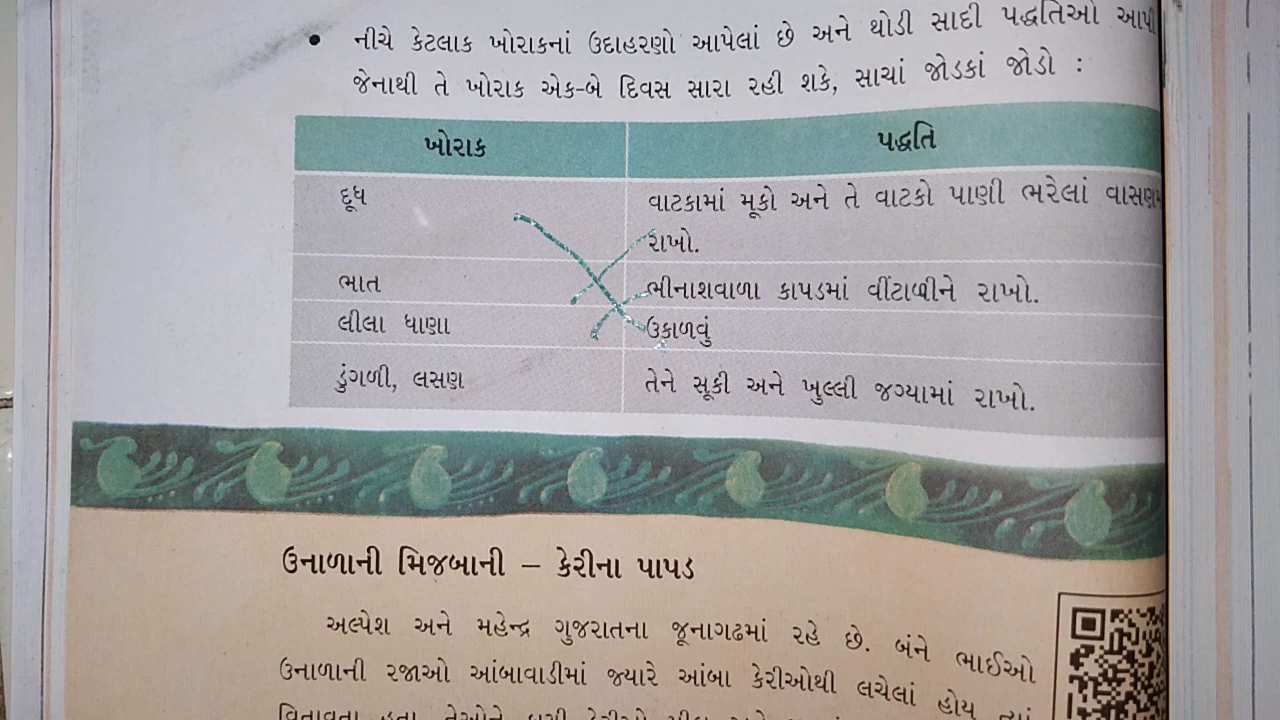 • નીચે કેટલાક ખોરાકનાં ઉદાહરણો આપેલાં છે અને થોડી સાદી પદ્ધતિઓ આપી
જેનાથી તે ખોરાક એક-બે દિવસ સારા રહી શકે, સાચાં જોડકાં જોડો :
ખોરાક પદ્ધતિ
દૂધ વાટકામાં મૂકો અને તે વાટકો પાણી ભરેલાં
રાખો.
ભાત ભીનાશવાળા કાપડમાં વીંટાળીને રાખો.
લીલા ધાણા ઉકાળવું
ડુંગળી, લસણ તેને સૂકી અને ખુલ્લી જગ્યામાં રાખો.
ઉનાળાની મિજબાની – કેરીના પાપડ
અલ્પેશ અને મહેન્દ્ર ગુજરાતના જૂનાગઢમાં રહે છે. બંને ભાઈઓ
ઉનાળાની રજાઓ આંબાવાડીમાં જ્યારે આંબા કેરીઓથી લચેલાં હોય ત્યાં